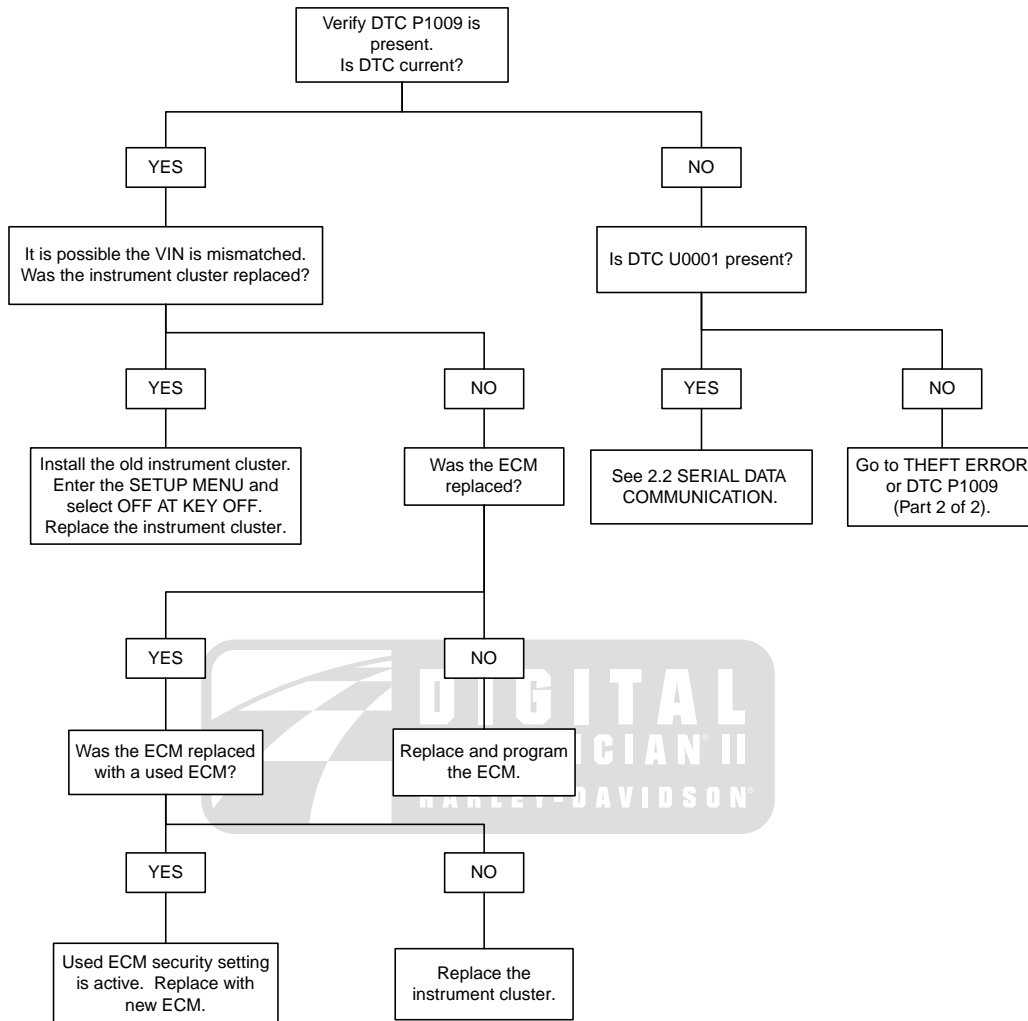 Verify DTC P1009 is
present.
Is DTC current?
YES
NO
It is possible the VIN is mismatched.
Was the instrument cluster replaced?
Is DTC U0001 present?
YES
NO
YES
NO
Install the old instrument cluster.
Enter the SETUP MENU and
select OFF AT KEY OFF.
Replace the instrument cluster.
Was the ECM
replaced?
See 2.2 SERIAL DATA
COMMUNICATION.
Go to THEFT ERROR
or DTC P1009
(Part 2 of 2).
YES
NO
DIGITAL
Was the ECM replaced
with a used ECM?
Replace and program
the ECM.
II
HARLEY-DAVIDSON®
YES
NO
Used ECM security setting
is active.  Replace with
new ECM.
Replace the
instrument cluster.